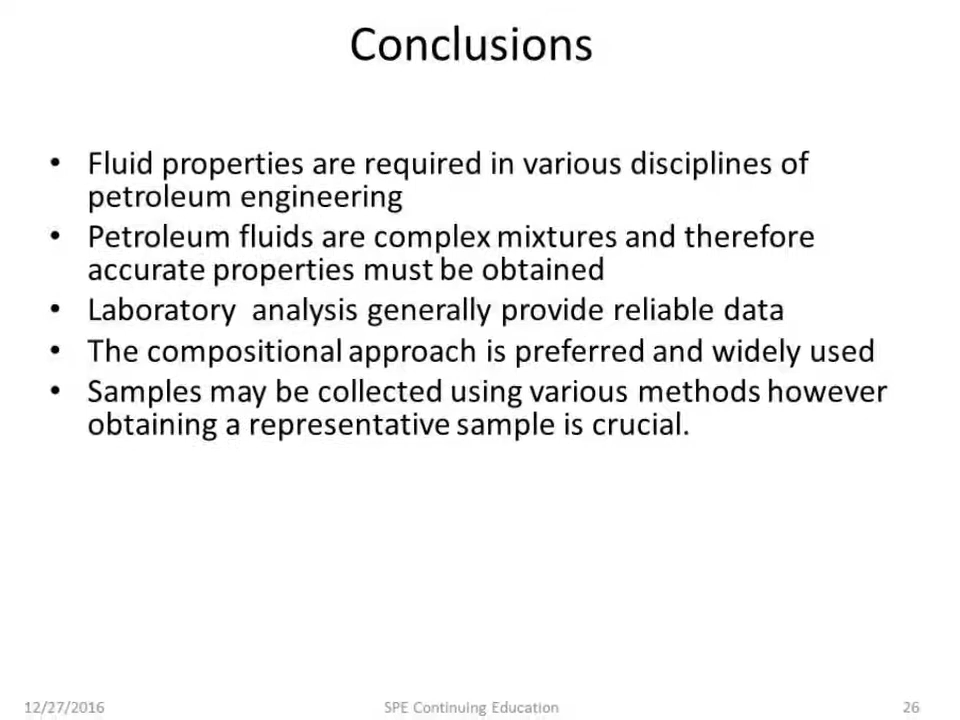 Conclusions
• Fluid properties are required in various disciplines of
petroleum engineering
• Petroleum fluids are complex mixtures and therefore
accurate properties must be obtained
• Laboratory  analysis generally provide reliable data
• The compositional approach is preferred and widely used
• Samples may be collected using various methods however
obtaining a representative sample is crucial.
12/27/2016 SPE Continuing Education 26